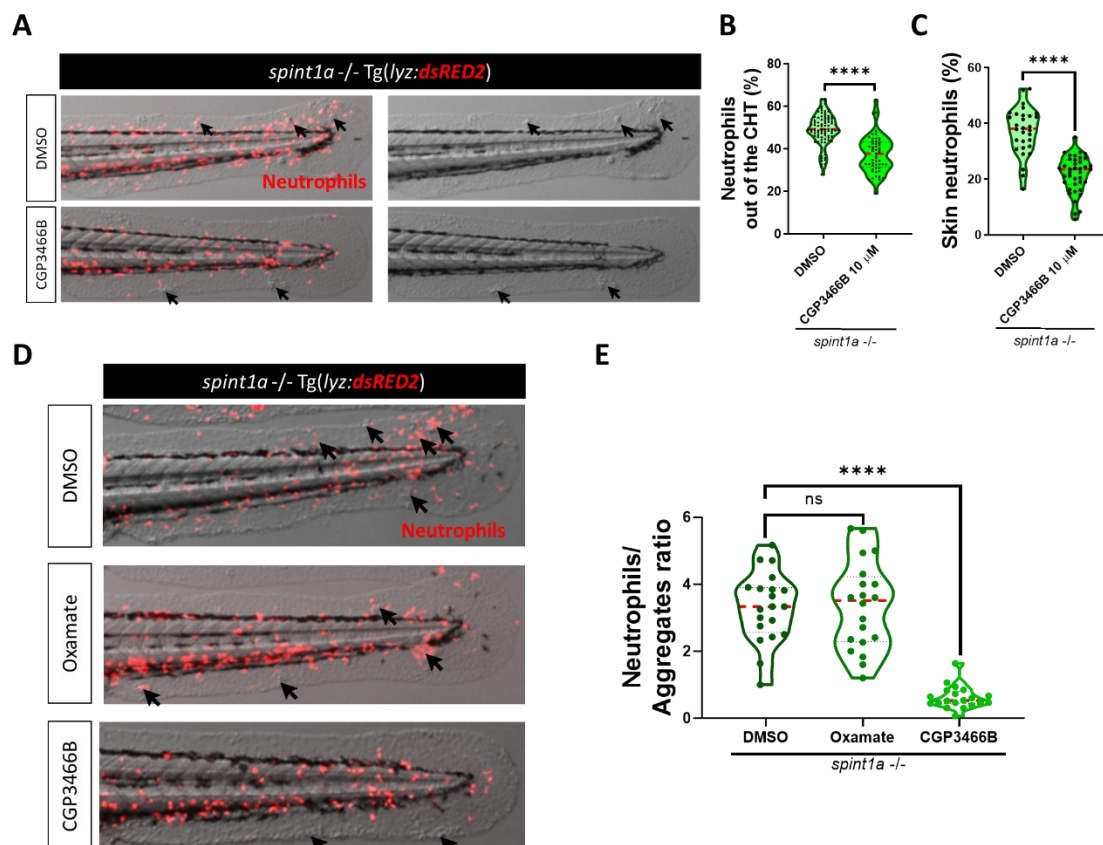 A
spint1a -/- Tg(lyz:dsRED2)
DMSO
Neutrophils
CGP3466B
B
Neutrophils
out of the CHT (%)
80
60
40
20
0
****
DMSO
CGP3466B 10 μM
spint1a -/-
C
Skin neutrophils (%)
60
40
20
0
****
DMSO
CGP3466B 10 μM
spint1a -/-
D
spint1a -/- Tg(lyz:dsRED2)
DMSO
Neutrophils
Oxamate
CGP3466B
E
Neutrophils/
Aggregates ratio
6
4
2
0
****
ns
DMSO Oxamate CGP3466B
spint1a -/-